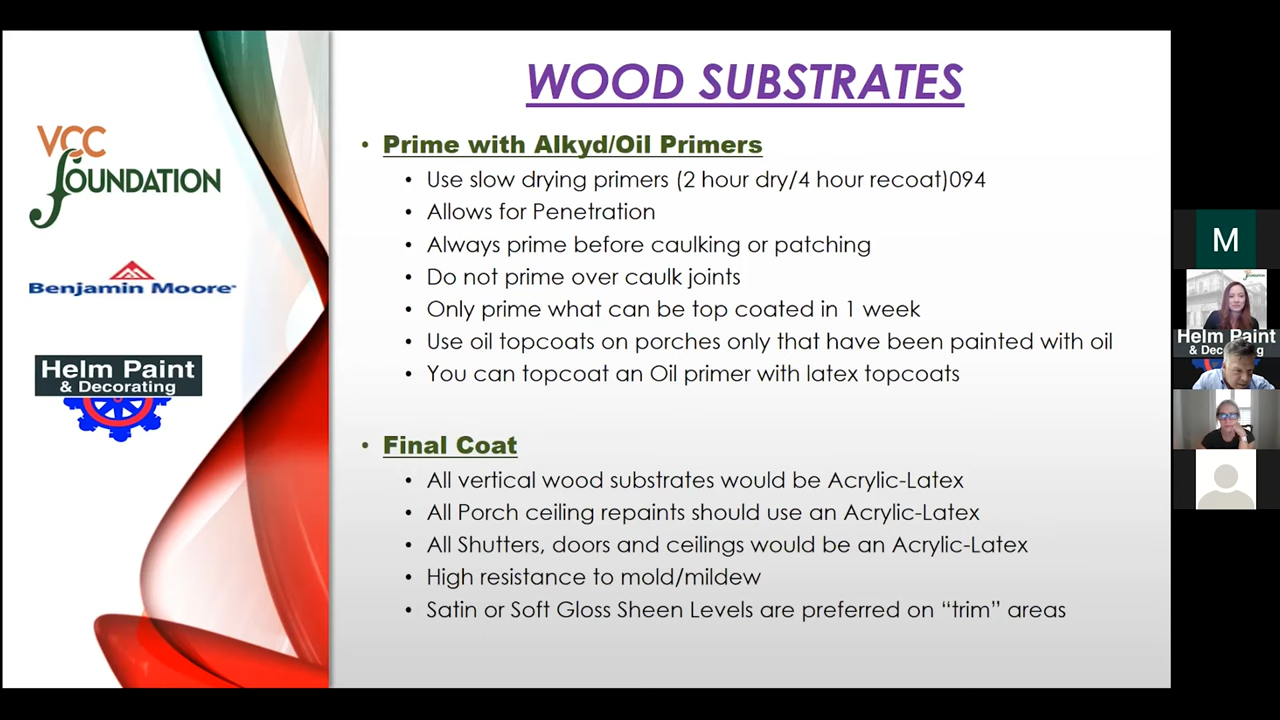 WOOD SUBSTRATES
VCC
FOUNDATION
Benjamin Moore
Helm Paint
& Decorating
• Prime with Alkyd/Oil Primers
• Use slow drying primers (2 hour dry/4 hour recoat)094
• Allows for Penetration
• Always prime before caulking or patching
• Do not prime over caulk joints
• Only prime what can be top coated in 1 week
• Use oil topcoats on porches only that have been painted with oil
• You can topcoat an Oil primer with latex topcoats
• Final Coat
• All vertical wood substrates would be Acrylic-Latex
• All Porch ceiling repaints should use an Acrylic-Latex
• All Shutters, doors and ceilings would be an Acrylic-Latex
• High resistance to mold/mildew
• Satin or Soft Gloss Sheen Levels are preferred on “trim” areas
M
FOUNDATION
Helm Paint